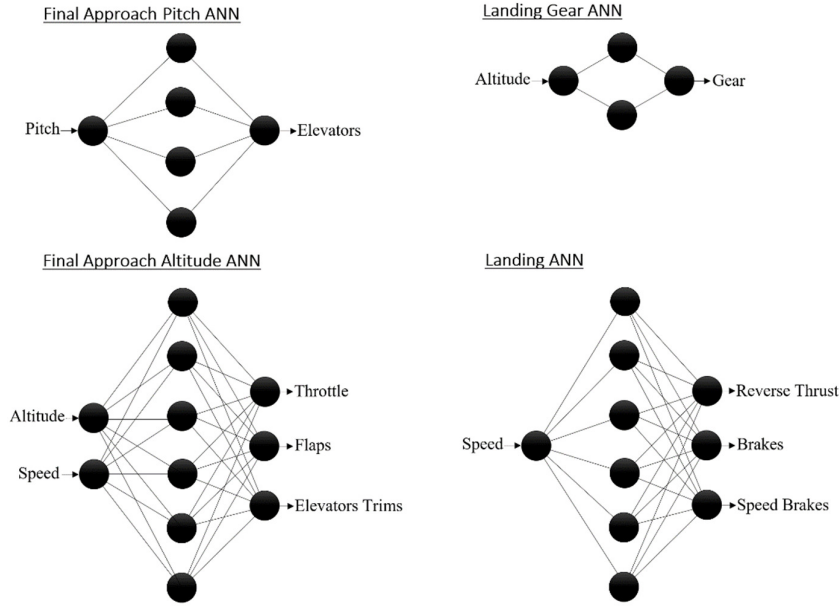 Final Approach Pitch ANN
Pitch
Elevators
Landing Gear ANN
Altitude
Gear
Final Approach Altitude ANN
Altitude
Speed
Throttle
Flaps
Elevators Trims
Landing ANN
Speed
Reverse Thrust
Brakes
Speed Brakes